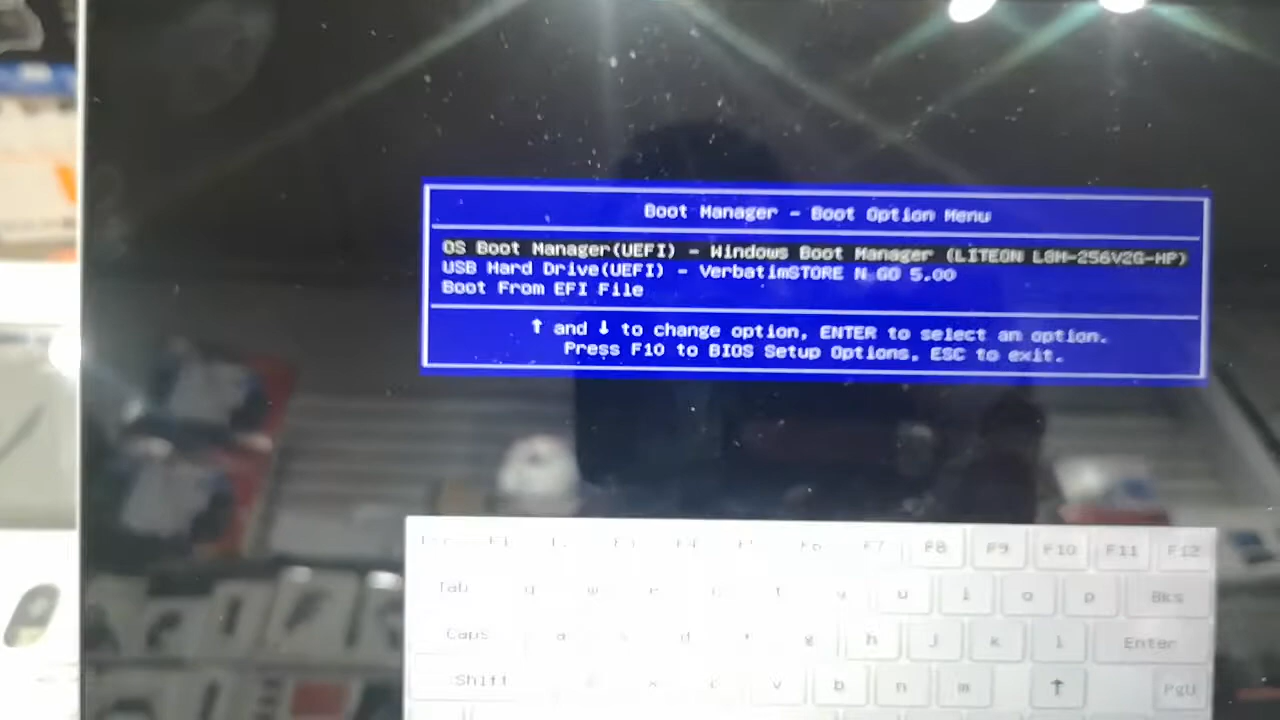 Boot Manager - Boot Option Menu
OS Boot Manager(UEFI) - Windows Boot Manager (LITEON L8H-256V2G-HP)
USB Hard Drive(UEFI) - VerbatimSTORE N GO 5.00
Boot From EFI File
↑ and ↓ to change option, ENTER to select an option.
Press F10 to BIOS Setup Options, ESC to exit.
F6 F7 F8 F9 F10 F11 F12
Tab q w t u i o p Bks
Caps a d g h j k l Enter
Shift x c v b n m ↑ PgU